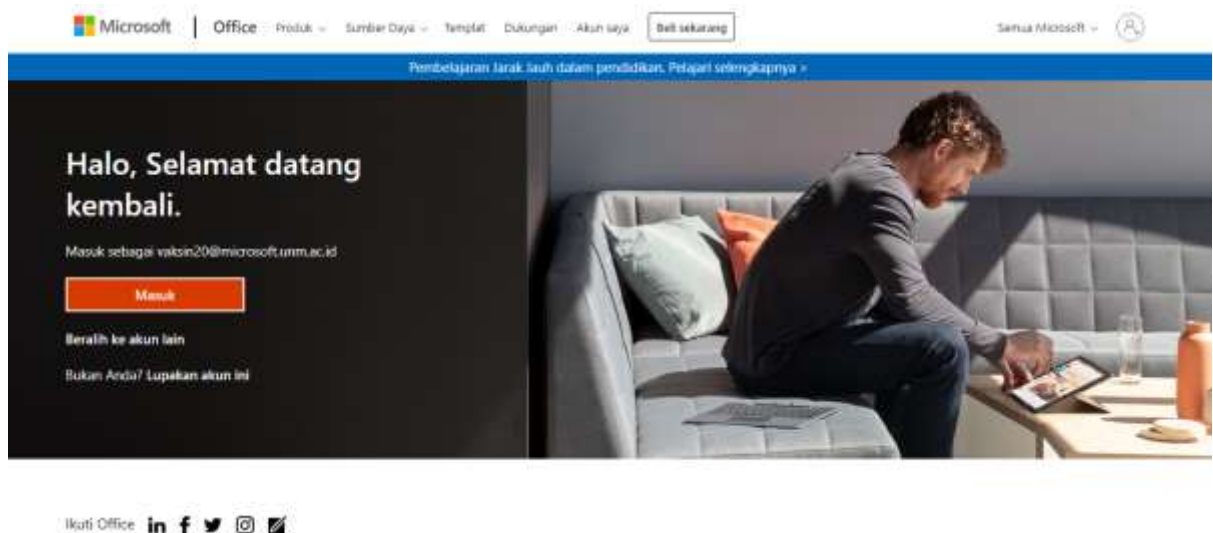 Microsoft | Office Produk Sumber Daya Templat Dukungan Akun saya Beli sekarang Semua Microsoft
Pembelajaran Jarak Jauh dalam pendidikan. Pelajari selengkapnya >
Halo, Selamat datang
kembali.
Masuk sebagai vaksin20@microsoft.unm.ac.id
Masuk
Beralih ke akun lain
Bukan Anda? Lupakan akun ini
Ikuti Office